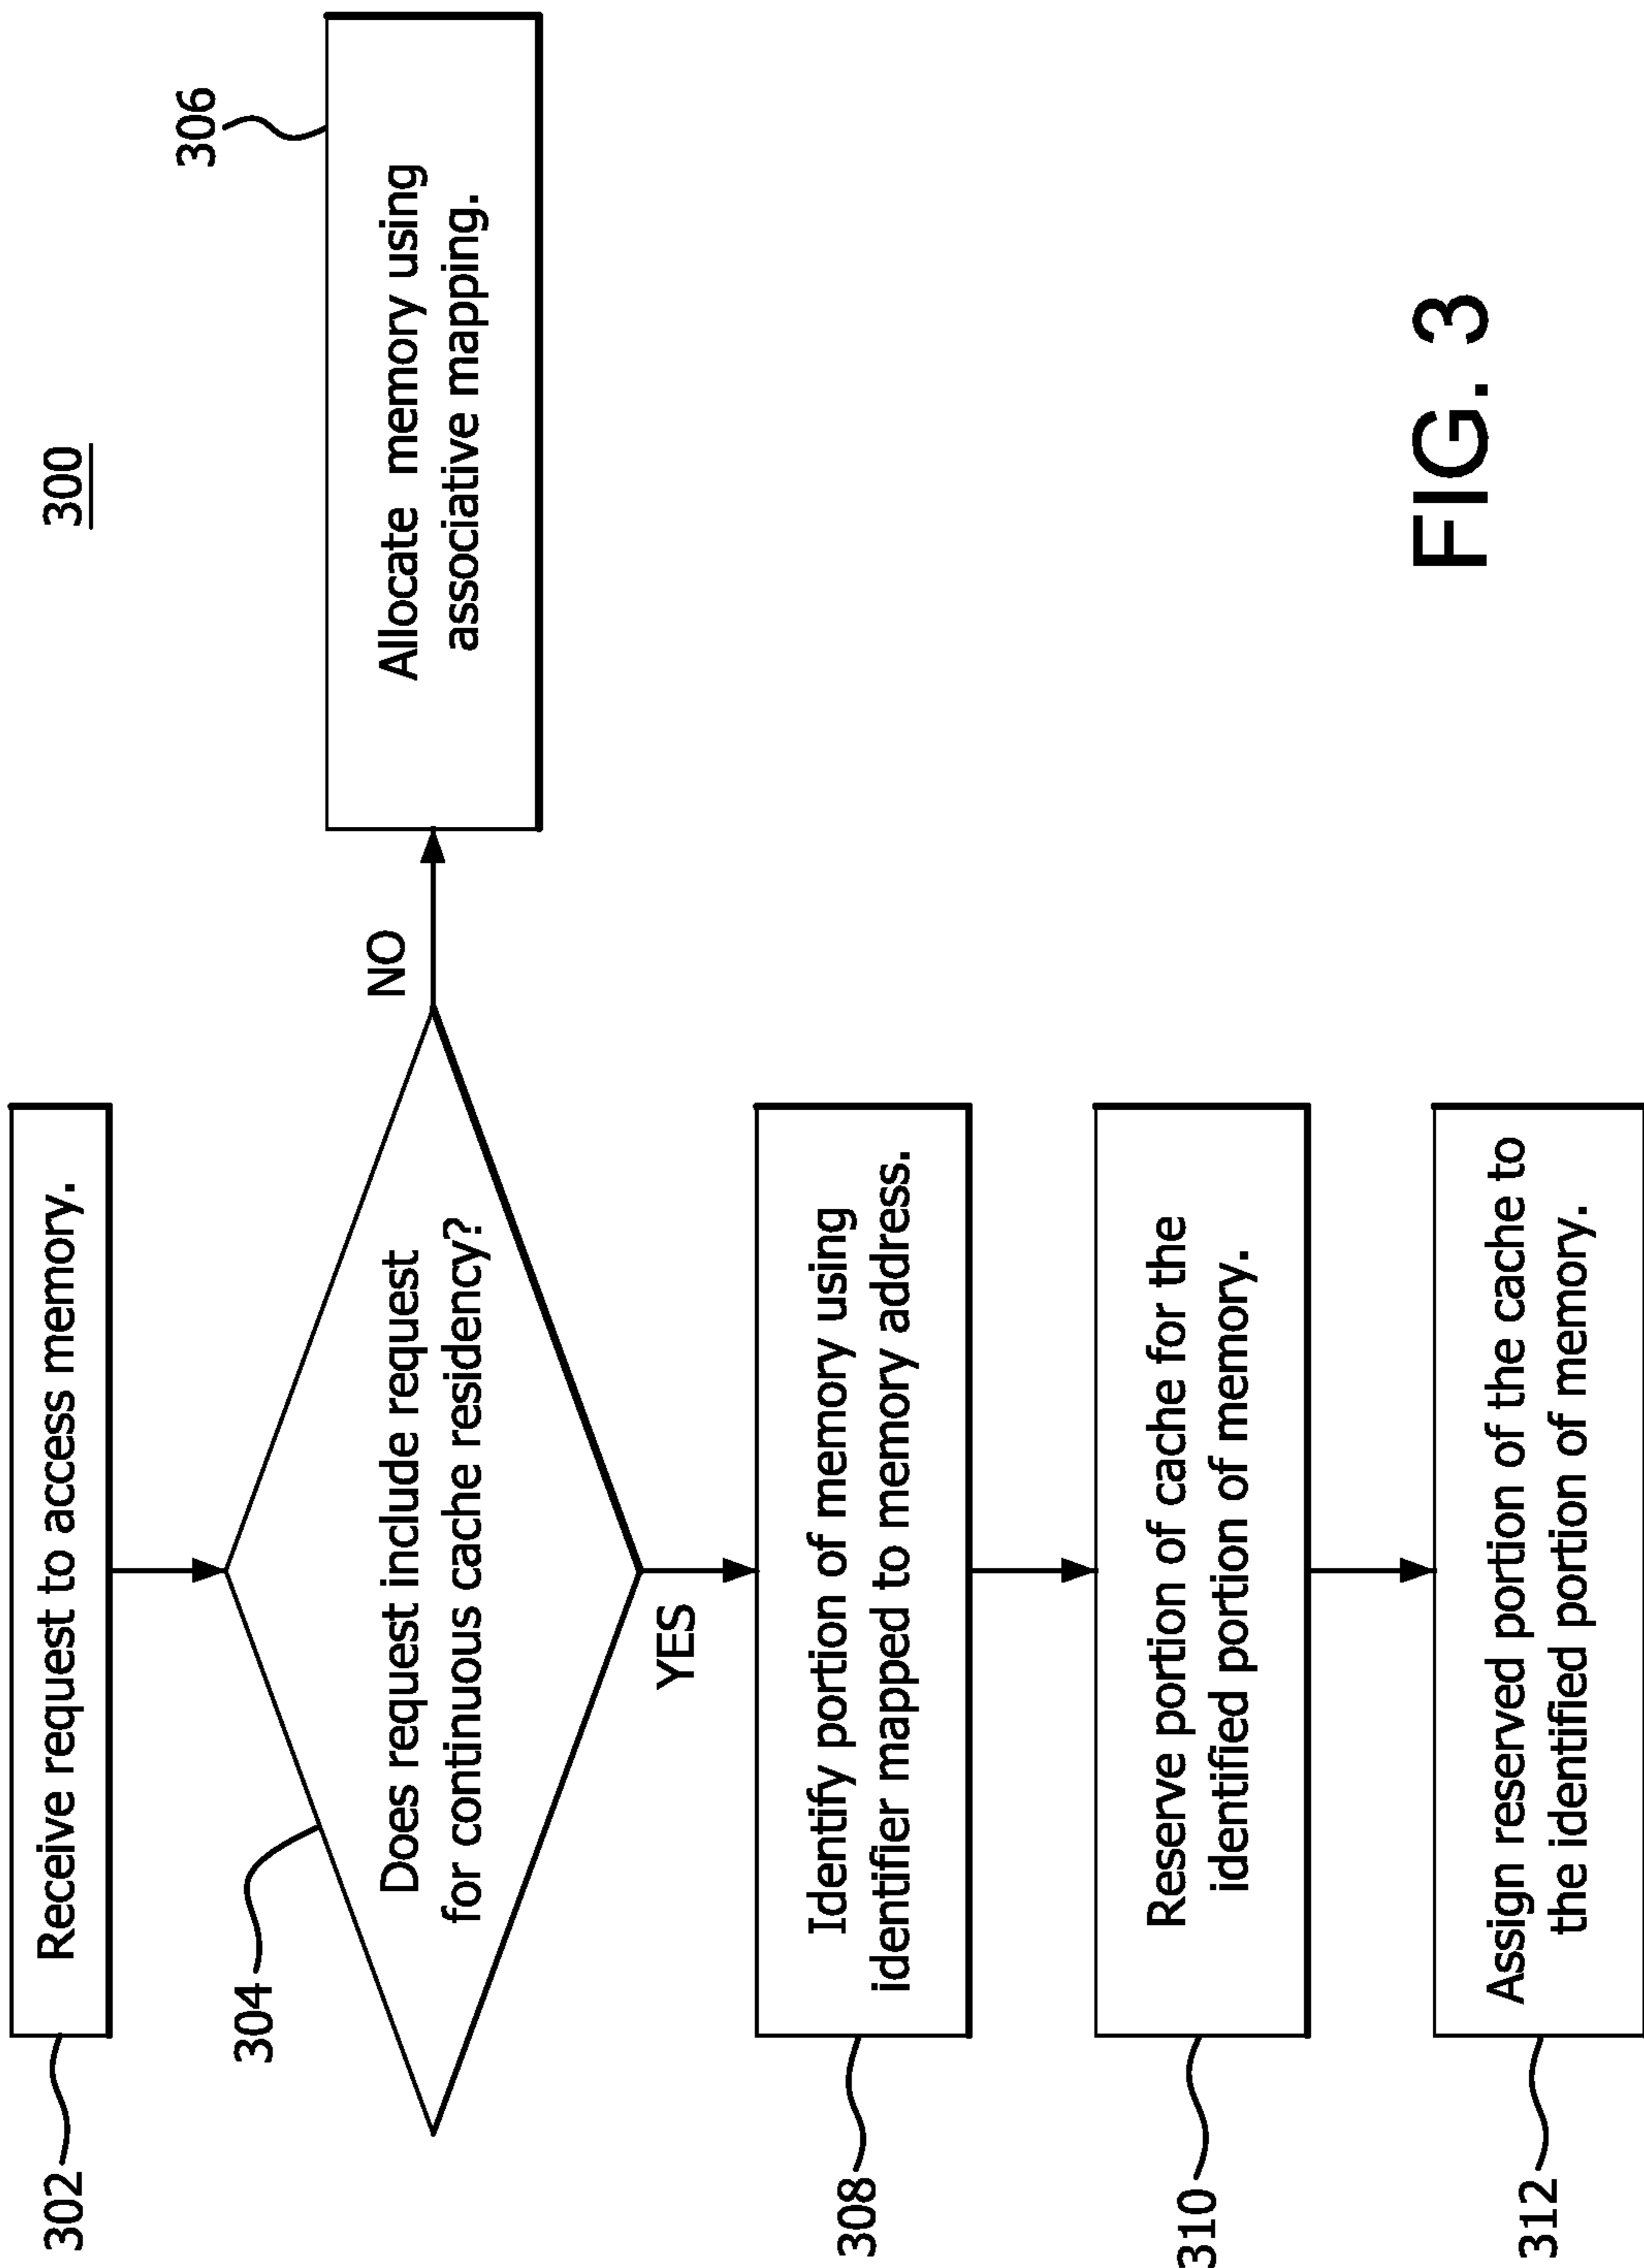 300
302
Receive request to access memory.
304
Does request include request
for continuous cache residency?
NO
306
Allocate memory using
associative mapping.
YES
308
Identify portion of memory using
identifier mapped to memory address.
310
Reserve portion of cache for the
identified portion of memory.
312
Assign reserved portion of the cache to
the identified portion of memory.
FIG. 3